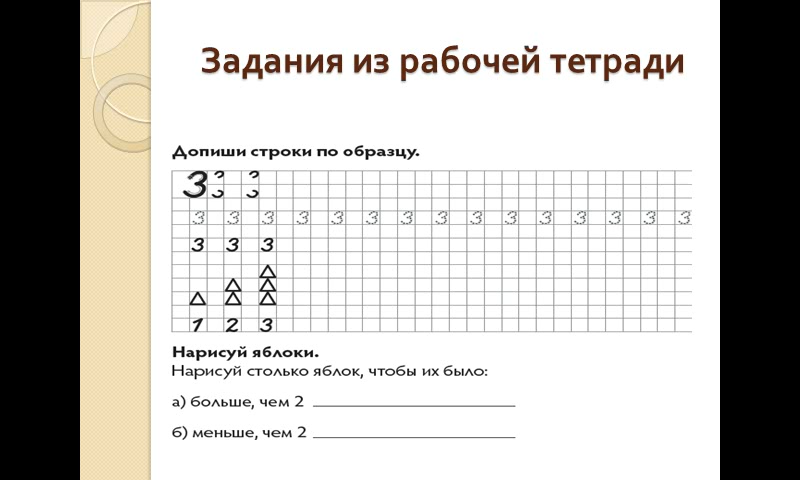 Задания из рабочей тетради
Допиши строки по образцу.
3
3 3 3 3 3 3 3 3 3 3 3 3 3 3 3
3 3 3
1 2 3
Нарисуй яблоки.
Нарисуй столько яблок, чтобы их было:
а) больше, чем 2
б) меньше, чем 2